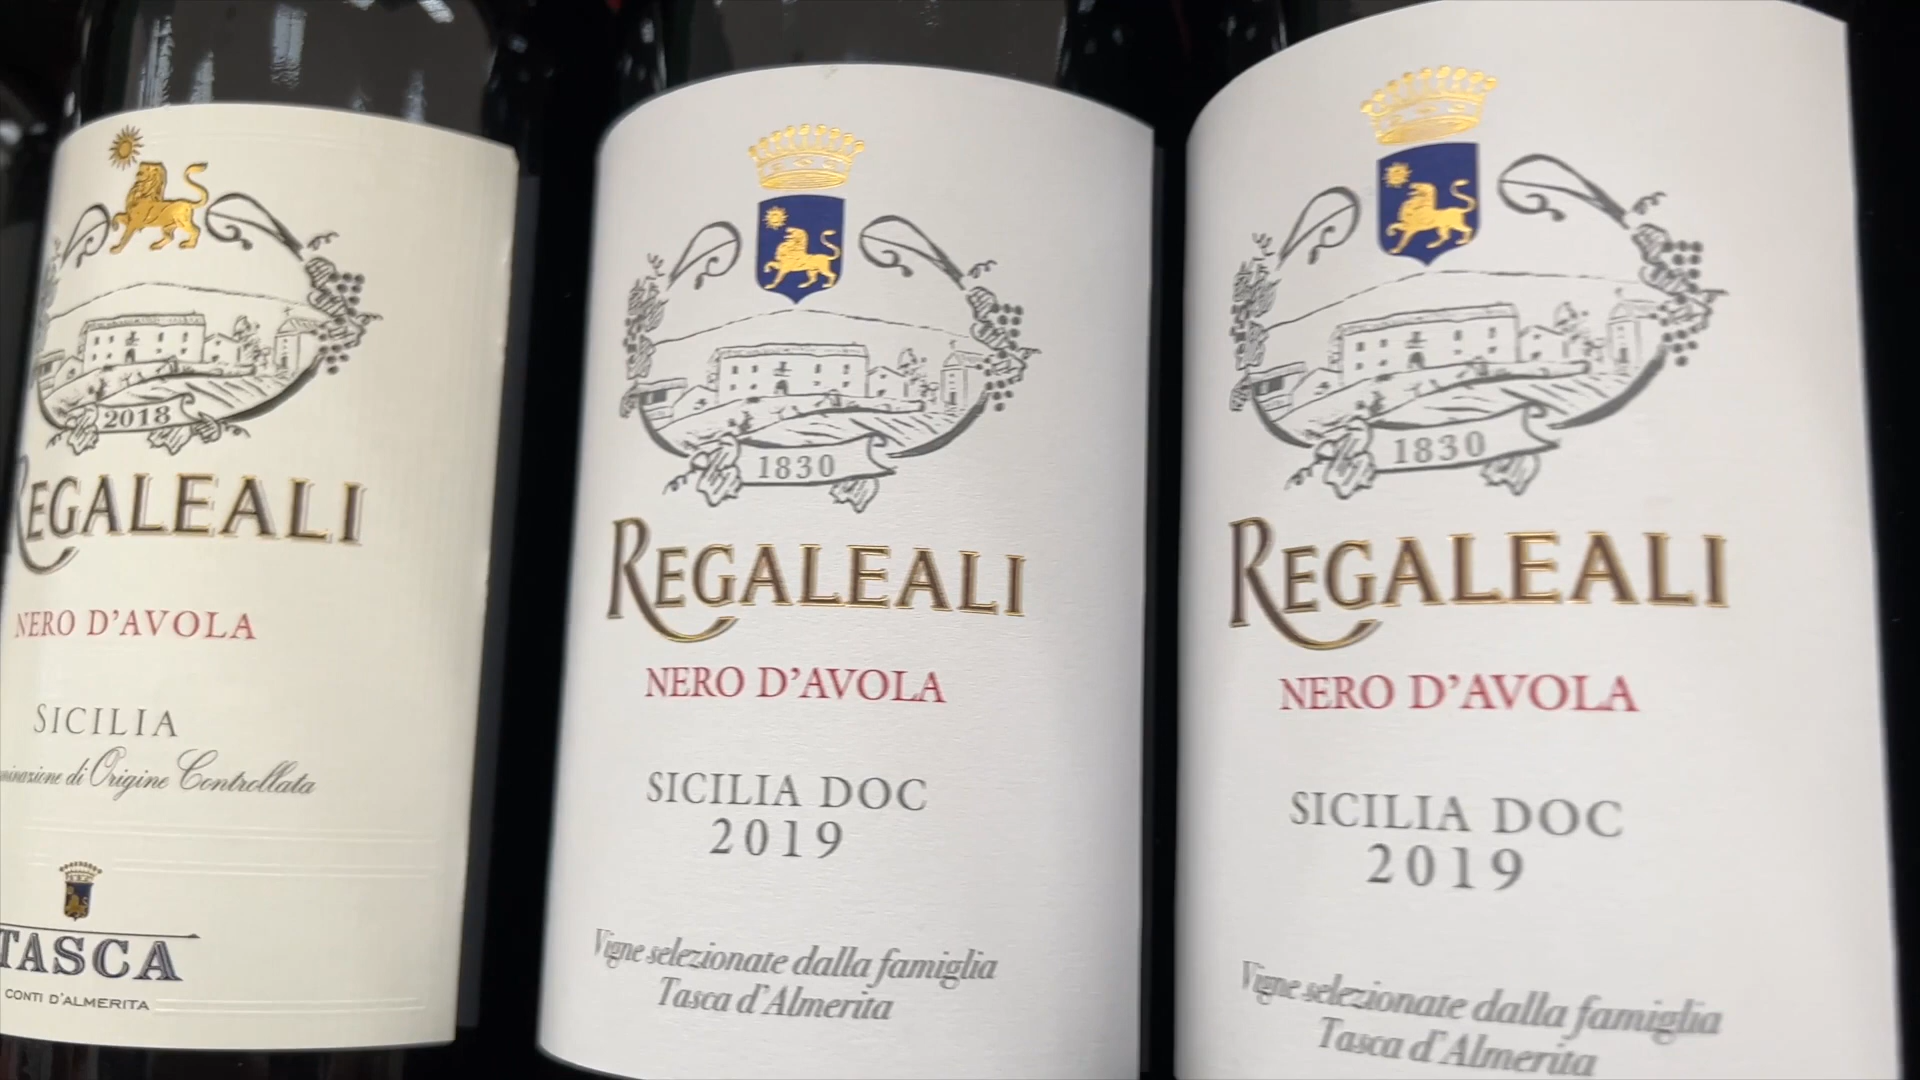 2018
REGALEALI
NERO D'AVOLA
SICILIA
di Origine Controllata
TASCA
CONTI D'ALMERITA
1830
REGALEALI
NERO D'AVOLA
SICILIA DOC
2019
Vigne selezionate dalla famiglia
Tasca d'Almerita
1830
REGALEALI
NERO D'AVOLA
SICILIA DOC
2019
Vigne selezionate dalla famiglia
Tasca d'Almerita